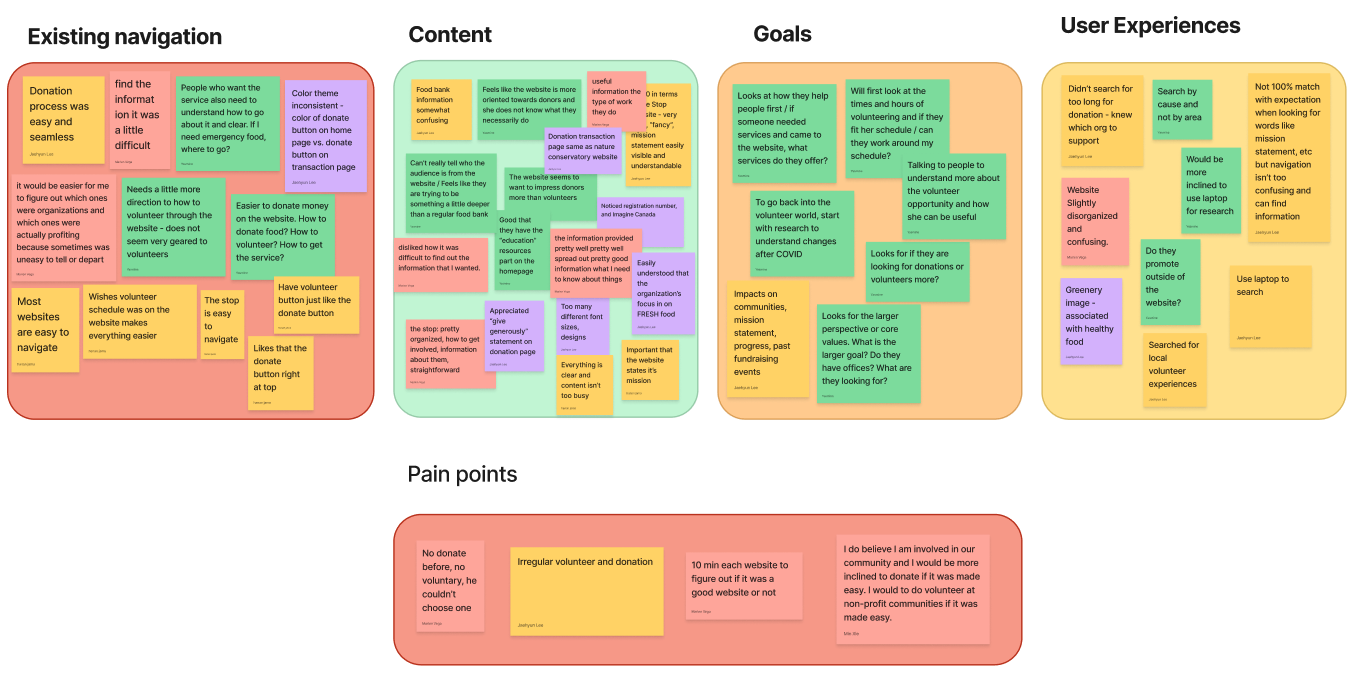 Existing navigation
Donation
process was
easy and
seamless
Jaehyun Lee
find the
informat
ion it was
a little
difficult
People who want the
service also need to
understand how to go
about it and clear. If I
need emergency food,
where to go?
Color theme
inconsistent -
color of donate
button on home
page vs. donate
button on
transaction page
Jaehyun Lee
it would be easier for me
to figure out which ones
were organizations and
which ones were
actually profiting
because sometimes was
uneasy to tell or depart
Needs a little more
direction to how to
volunteer through the
website - does not
seem very geared to
volunteers
Easier to donate money
on the website. How to
donate food? How to
volunteer? How to get
the service?
Most
websites
are easy to
navigate
Wishes volunteer
schedule was on the
website makes
everything easier
The stop
is easy
to
navigate
Have volunteer
button just like the
donate button
Likes that the
donate
button right
at top
Content
Food bank
information
somewhat
confusing
Jaehyun Lee
Feels like the website is
more oriented towards donors and
she does not know what they
necessarily do
useful
information the
type of work
they do
0 in terms
e Stop
site - very
, "fancy",
mission
statement easily
visible and
understandable
Jaehyun Lee
Donation transaction
page same as nature
conservatory website
Can't really tell who the
audience is from the
website / Feels like they
are trying to be
something a little deeper
than a regular food bank
The website seems to
want to impress donors
more than volunteers
Noticed registration number,
and Imagine Canada
Good that
they have the
"education"
resources
part on the
homepage
disliked how it was
difficult to find out the
information that I wanted.
the information provided
pretty well pretty well
spread out pretty good
information what I need
to know about things
Easily
understood that
the
organization's
focus in on
FRESH food
Jaehyun Lee
the stop: pretty
organized, how to get
involved, information
about them,
straightforward
Appreciated
"give
generously"
statement on
donation page
Jaehyun Lee
Too many
different font
sizes,
designs
Everything is
clear and
content isn't
too busy
Important that
the website
states it's
mission
Goals
Looks at how they help
people first / if
someone needed
services and came to
the website, what
services do they offer?
Will first look at the
times and hours of
volunteering and if they
fit her schedule / can
they work around my
schedule?
Talking to people to
understand more about
the volunteer
opportunity and how
she can be useful
To go back into the
volunteer world, start
with research to
understand changes
after COVID
Looks for if they are
looking for donations or
volunteers more?
Impacts on
communities,
mission
statement,
progress, past
fundraising
events
Jaehyun Lee
Looks for the larger
perspective or core
values. What is the
larger goal? Do they
have offices? What are
they looking for?
User Experiences
Didn't search for
too long for
donation - knew
which org to
support
Jaehyun Lee
Search by
cause and
not by area
Not 100% match
with expectation
when looking for
words like
mission
statement, etc
but navigation
isn't too
confusing and
can find
information
Jaehyun Lee
Would be
more
inclined to
use laptop
for research
Website
Slightly
disorganized
and
confusing.
Do they
promote
outside of
the
website?
Greenery
image -
associated
with healthy
food
Jaehyun Lee
Use laptop to
search
Jaehyun Lee
Searched for
local
volunteer
experiences
Jaehyun Lee
Pain points
No donate
before, no
voluntary, he
couldn't
choose one
Irregular volunteer and donation
Jaehyun Lee
10 min each website to
figure out if it was a
good website or not
I do believe I am involved in our
community and I would be more
inclined to donate if it was made
easy. I would to do volunteer at
non-profit communities if it was
made easy.